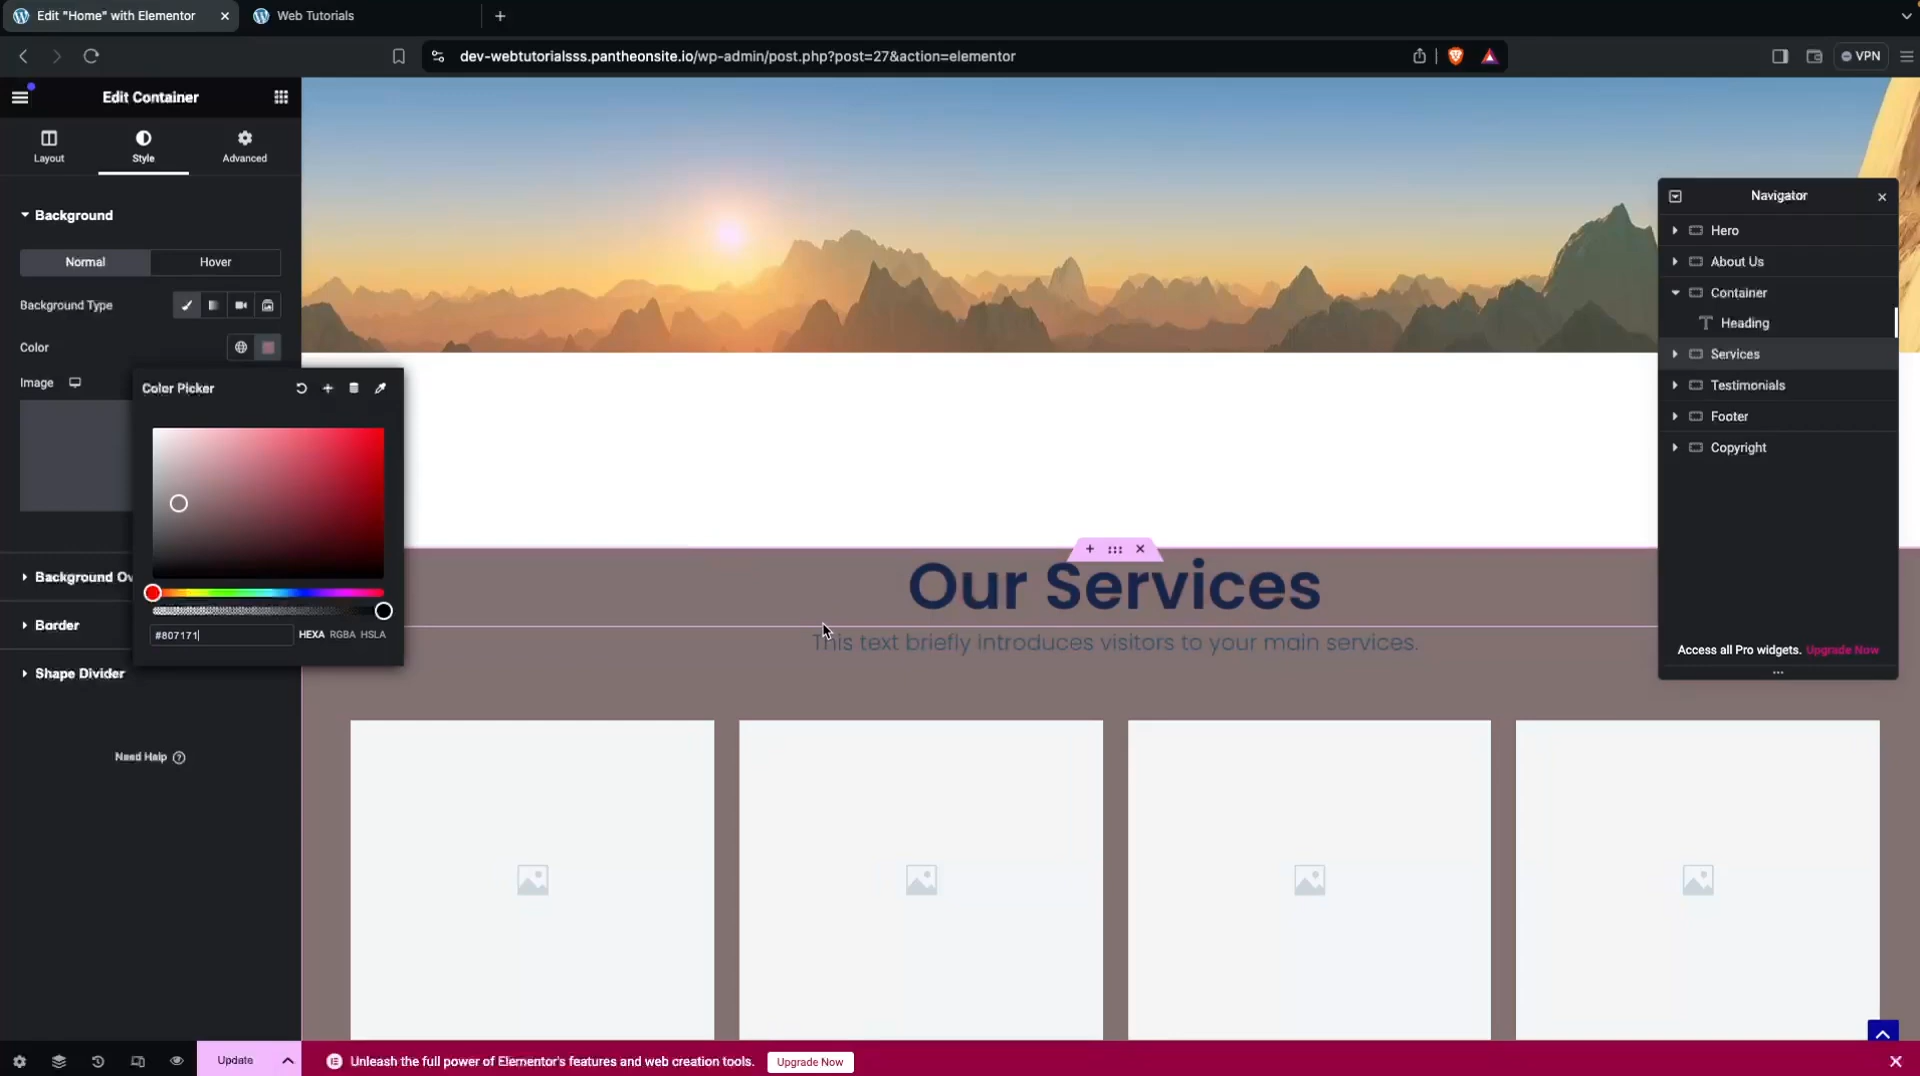 Edit "Home" with Elementor
Web Tutorials
dev-webtutorialsss.pantheonsite.io/wp-admin/post.php?post=27&action=elementor
VPN
Edit Container
Layout
Style
Advanced
Background
Normal
Hover
Background Type
Color
Image
Color Picker
#807171
HEXA RGBA HSLA
Background Ov
Border
Shape Divider
Need Help
Update
Our Services
This text briefly introduces visitors to your main services.
Navigator
Hero
About Us
Container
Heading
Services
Testimonials
Footer
Copyright
Access all Pro widgets. Upgrade Now
Unleash the full power of Elementor's features and web creation tools. Upgrade Now